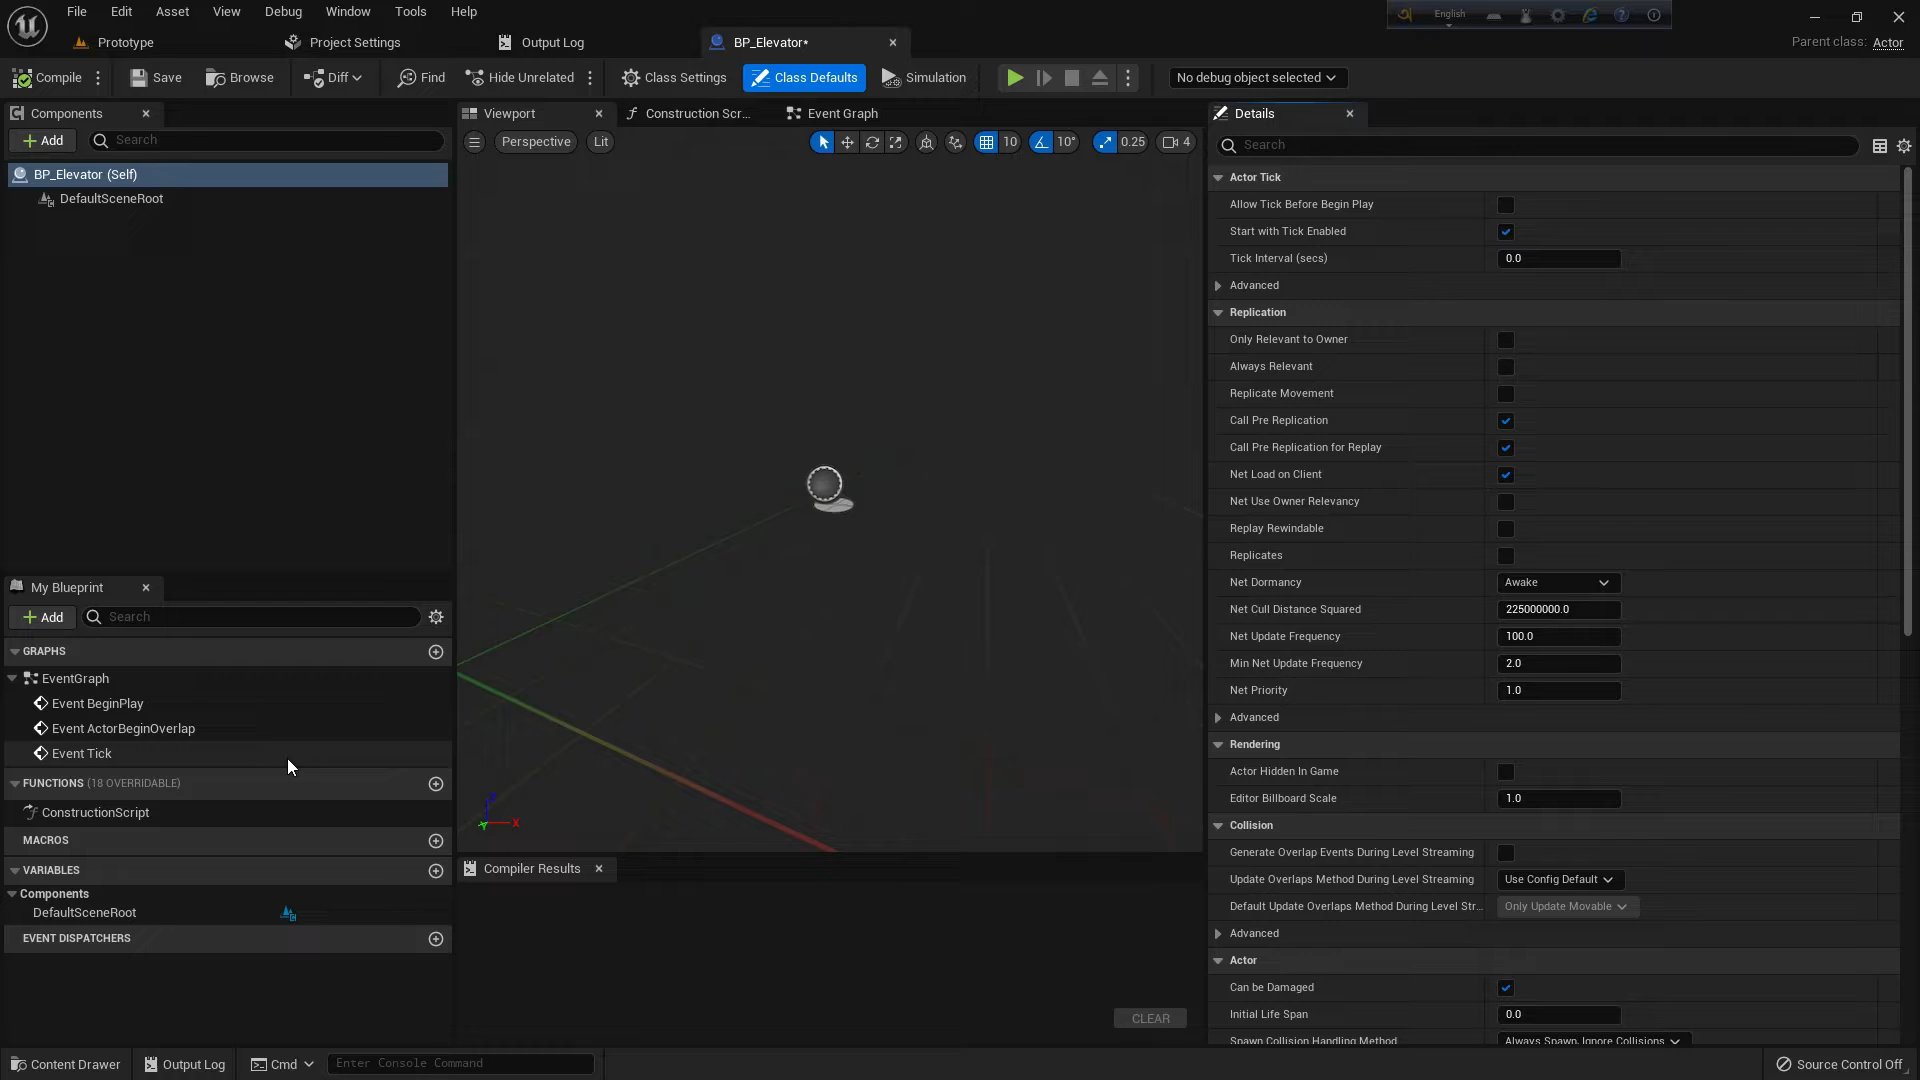 File Edit Asset View Debug Window Tools Help
English
Prototype Project Settings Output Log BP_Elevator*
Parent class: Actor
Compile Save Browse Diff Find Hide Unrelated Class Settings Class Defaults Simulation No debug object selected
Components
Add Search
BP_Elevator (Self)
DefaultSceneRoot
Viewport Construction Scr... Event Graph
Perspective Lit 10 10° 0.25 4
X
Details
Search
Actor Tick
Allow Tick Before Begin Play
Start with Tick Enabled
Tick Interval (secs) 0.0
Advanced
Replication
Only Relevant to Owner
Always Relevant
Replicate Movement
Call Pre Replication
Call Pre Replication for Replay
Net Load on Client
Net Use Owner Relevancy
Replay Rewindable
Replicates
Net Dormancy Awake
Net Cull Distance Squared 225000000.0
Net Update Frequency 100.0
Min Net Update Frequency 2.0
Net Priority 1.0
Advanced
Rendering
Actor Hidden In Game
Editor Billboard Scale 1.0
Collision
Generate Overlap Events During Level Streaming
Update Overlaps Method During Level Streaming Use Config Default
Default Update Overlaps Method During Level Str... Only Update Movable
Advanced
Actor
Can be Damaged
Initial Life Span 0.0
Spawn Collision Handling Method Always Spawn, Ignore Collisions
My Blueprint
Add Search
GRAPHS
EventGraph
Event BeginPlay
Event ActorBeginOverlap
Event Tick
FUNCTIONS (18 OVERRIDABLE)
ConstructionScript
MACROS
VARIABLES
Components
DefaultSceneRoot
EVENT DISPATCHERS
Compiler Results
CLEAR
Content Drawer Output Log Cmd Enter Console Command Source Control Off